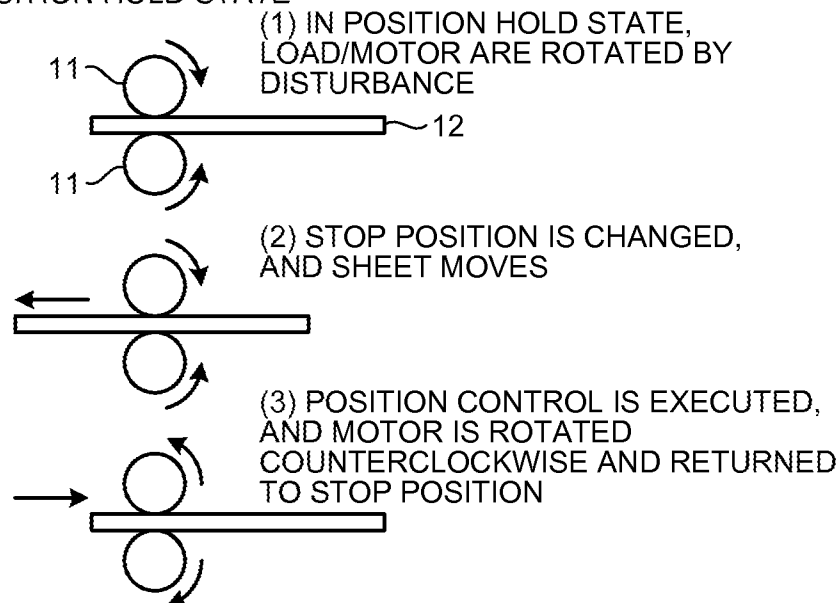 (1) IN POSITION HOLD STATE,
LOAD/MOTOR ARE ROTATED BY
DISTURBANCE
11
12
11
(2) STOP POSITION IS CHANGED,
AND SHEET MOVES
(3) POSITION CONTROL IS EXECUTED,
AND MOTOR IS ROTATED
COUNTERCLOCKWISE AND RETURNED
TO STOP POSITION